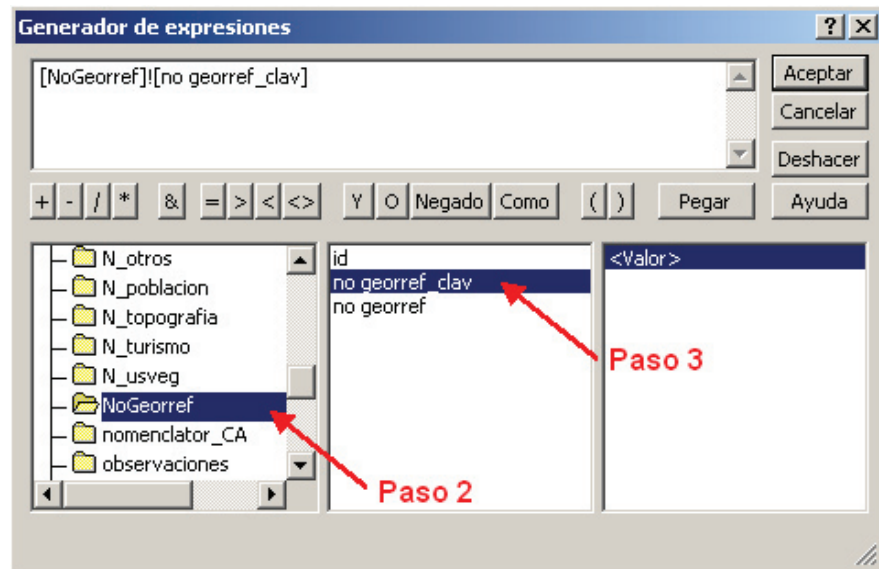 Generador de expresiones
? X
[NoGeorref]![no georref_clav]
Aceptar
Cancelar
Deshacer
+ - / * & = > < <> Y O Negado Como ( ) Pegar Ayuda
N_otros
N_poblacion
N_topografia
N_turismo
N_usveg
NoGeorref
nomenclator_CA
observaciones
id
no georref_clav
no georref
<Valor>
Paso 3
Paso 2